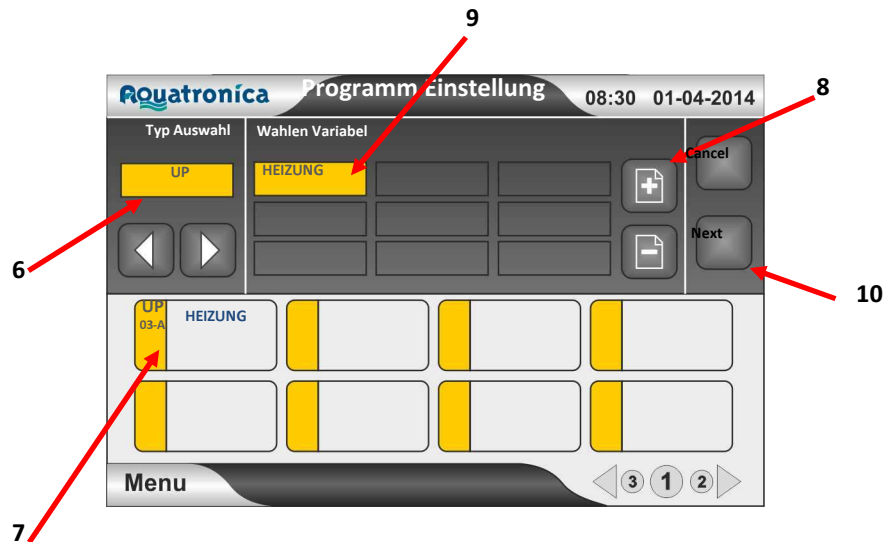 9
8
Aquatronica Programm Einstellung 08:30 01-04-2014
Typ Auswahl Wahlen Variabel Cancel
UP HEIZUNG
Next
6
10
UP
03-A HEIZUNG
Menu 3 1 2
7